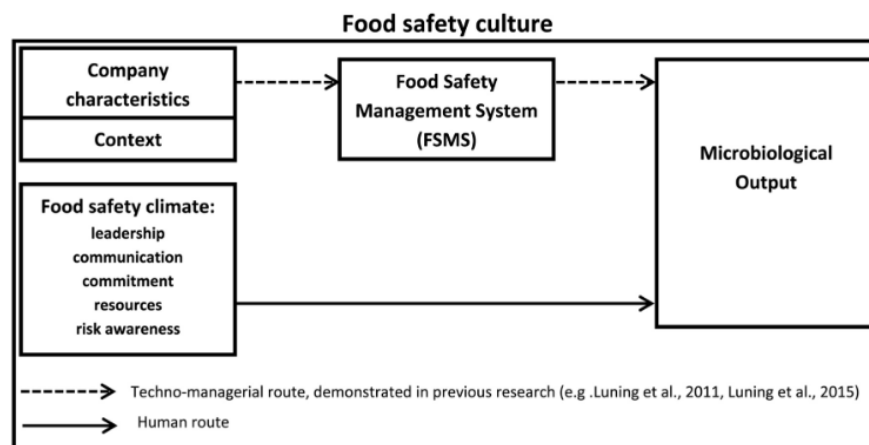 Food safety culture
Company
characteristics
Context
Food Safety
Management System
(FSMS)
Microbiological
Output
Food safety climate:
leadership
communication
commitment
resources
risk awareness
Techno-managerial route, demonstrated in previous research (e.g .Luning et al., 2011, Luning et al., 2015)
Human route